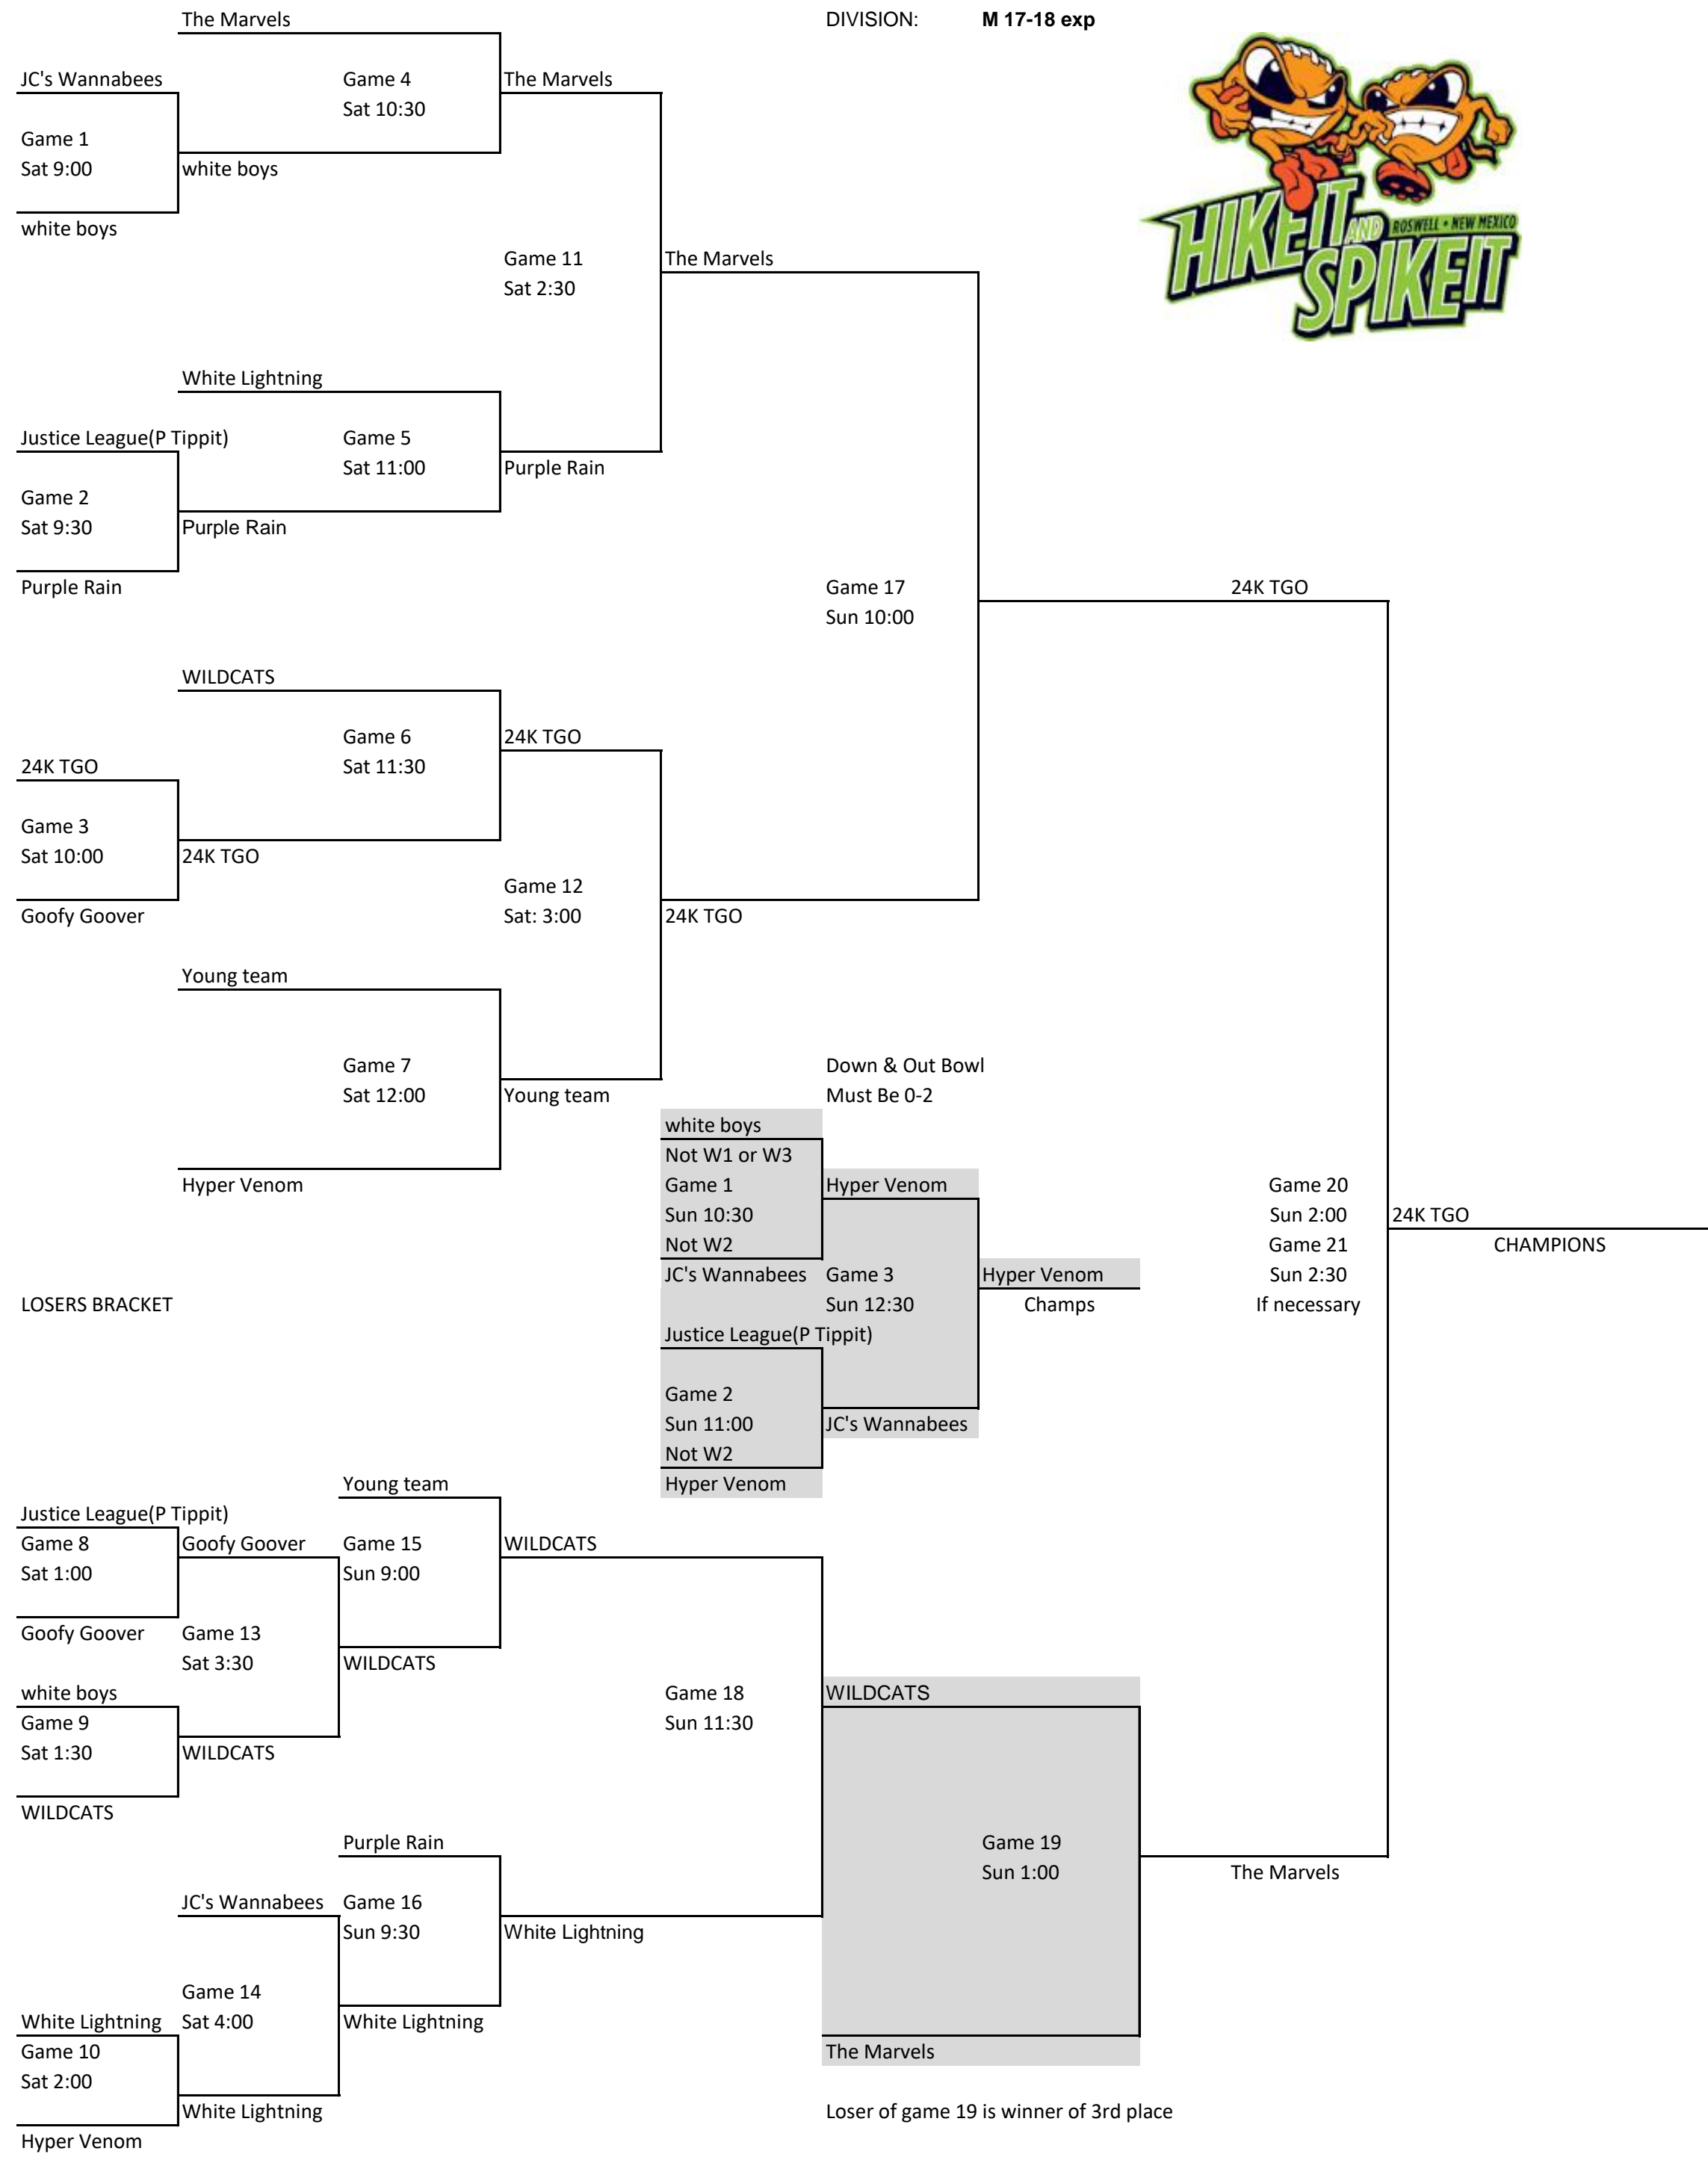 The Marvels
DIVISION: M 17-18 exp
JC's Wannabees
Game 4
The Marvels
Sat 10:30
Game 1
Sat 9:00
white boys
white boys
HIKE IT AND SPIKE IT
ROSWELL • NEW MEXICO
Game 11
The Marvels
Sat 2:30
White Lightning
Justice League(P Tippit)
Game 5
Sat 11:00
Purple Rain
Game 2
Sat 9:30
Purple Rain
Purple Rain
Game 17
24K TGO
Sun 10:00
WILDCATS
Game 6
24K TGO
24K TGO
Sat 11:30
Game 3
Sat 10:00
24K TGO
Game 12
Goofy Goover
Sat: 3:00
24K TGO
Young team
Game 7
Down & Out Bowl
Sat 12:00
Young team
Must Be 0-2
white boys
Not W1 or W3
Hyper Venom
Game 1
Hyper Venom
Game 20
Sun 10:30
Sun 2:00
24K TGO
Not W2
Game 21
CHAMPIONS
JC's Wannabees
Game 3
Hyper Venom
Sun 2:30
LOSERS BRACKET
Sun 12:30
Champs
If necessary
Justice League(P Tippit)
Game 2
Sun 11:00
JC's Wannabees
Not W2
Young team
Hyper Venom
Justice League(P Tippit)
Game 8
Goofy Goover
Game 15
WILDCATS
Sat 1:00
Sun 9:00
Goofy Goover
Game 13
Sat 3:30
WILDCATS
white boys
Game 18
WILDCATS
Game 9
Sun 11:30
Sat 1:30
WILDCATS
WILDCATS
Purple Rain
Game 19
Sun 1:00
The Marvels
JC's Wannabees
Game 16
Sun 9:30
White Lightning
Game 14
White Lightning
Sat 4:00
White Lightning
Game 10
The Marvels
Sat 2:00
White Lightning
Loser of game 19 is winner of 3rd place
Hyper Venom